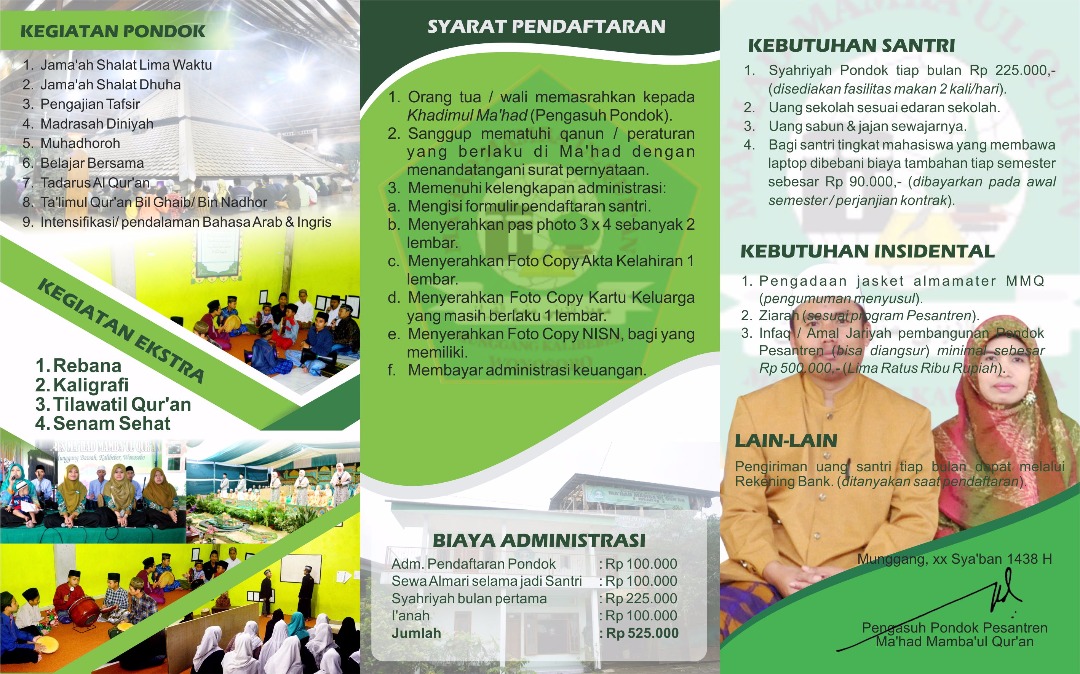 KEGIATAN PONDOK
1. Jama'ah Shalat Lima Waktu
2. Jama'ah Shalat Dhuha
3. Pengajian Tafsir
4. Madrasah Diniyah
5. Muhadhoroh
6. Belajar Bersama
7. Tadarus Al Qur'an
8. Ta'limul Qur'an Bil Ghaib/ Bin Nadhor
9. Intensifikasi/ pendalaman Bahasa Arab & Ingris
KEGIATAN EKSTRA
1. Rebana
2. Kaligrafi
3. Tilawatil Qur'an
4. Senam Sehat
SYARAT PENDAFTARAN
1. Orang tua / wali memasrahkan kepada
Khadimul Ma'had (Pengasuh Pondok).
2. Sanggup mematuhi qanun / peraturan
yang berlaku di Ma'had dengan
menandatangani surat pernyataan.
3. Memenuhi kelengkapan administrasi:
a. Mengisi formulir pendaftaran santri.
b. Menyerahkan pas photo 3 x 4 sebanyak 2
lembar.
c. Menyerahkan Foto Copy Akta Kelahiran 1
lembar.
d. Menyerahkan Foto Copy Kartu Keluarga
yang masih berlaku 1 lembar.
e. Menyerahkan Foto Copy NISN, bagi yang
memiliki.
f. Membayar administrasi keuangan.
BIAYA ADMINISTRASI
Adm. Pendaftaran Pondok : Rp 100.000
Sewa Almari selama jadi Santri : Rp 100.000
Syahriyah bulan pertama : Rp 225.000
I'anah : Rp 100.000
Jumlah : Rp 525.000
KEBUTUHAN SANTRI
1. Syahriyah Pondok tiap bulan Rp 225.000,-
(disediakan fasilitas makan 2 kali/hari).
2. Uang sekolah sesuai edaran sekolah.
3. Uang sabun & jajan sewajarnya.
4. Bagi santri tingkat mahasiswa yang membawa
laptop dibebani biaya tambahan tiap semester
sebesar Rp 90.000,- (dibayarkan pada awal
semester / perjanjian kontrak).
KEBUTUHAN INSIDENTAL
1. Pengadaan jasket almamater MMQ
(pengumuman menyusul).
2. Ziarah (sesuai program Pesantren).
3. Infaq / Amal Jariyah pembangunan Pondok
Pesantren (bisa diangsur) minimal sebesar
Rp 500.000,- (Lima Ratus Ribu Rupiah).
LAIN-LAIN
Pengiriman uang santri tiap bulan dapat melalui
Rekening Bank. (ditanyakan saat pendaftaran).
Munggang, xx Sya'ban 1438 H
Pengasuh Pondok Pesantren
Ma'had Mamba'ul Qur'an